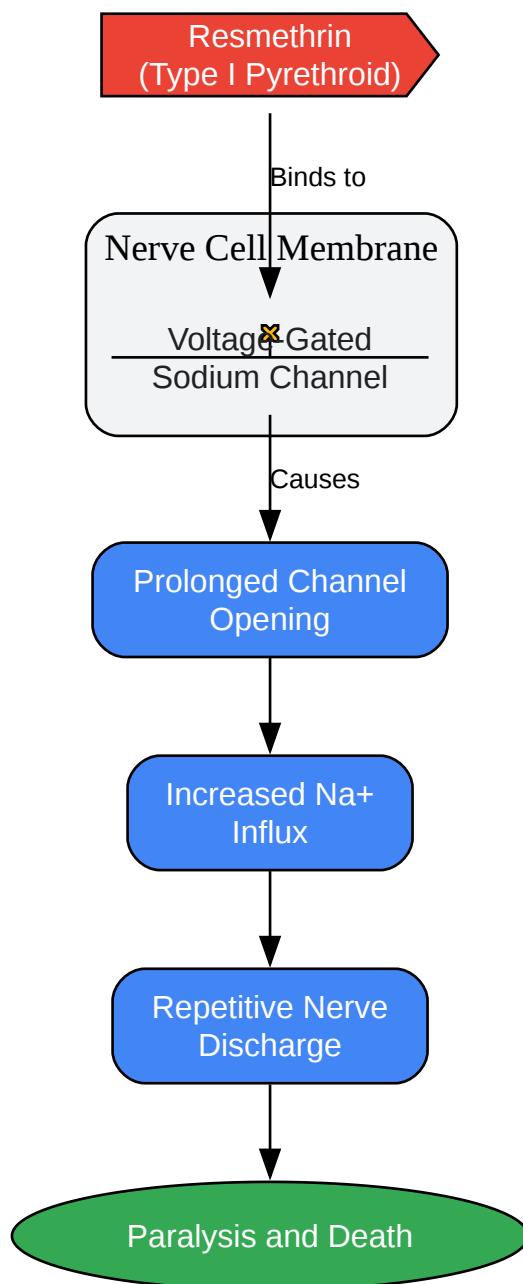 Resmethrin
(Type I Pyrethroid)
Binds to
Nerve Cell Membrane
Voltage-Gated
Sodium Channel
Causes
Prolonged Channel
Opening
Increased Na+
Influx
Repetitive Nerve
Discharge
Paralysis and Death